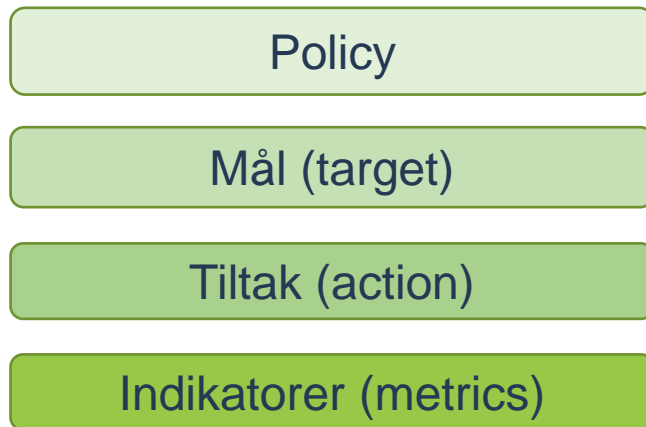 Policy
Mål (target)
Tiltak (action)
Indikatorer (metrics)